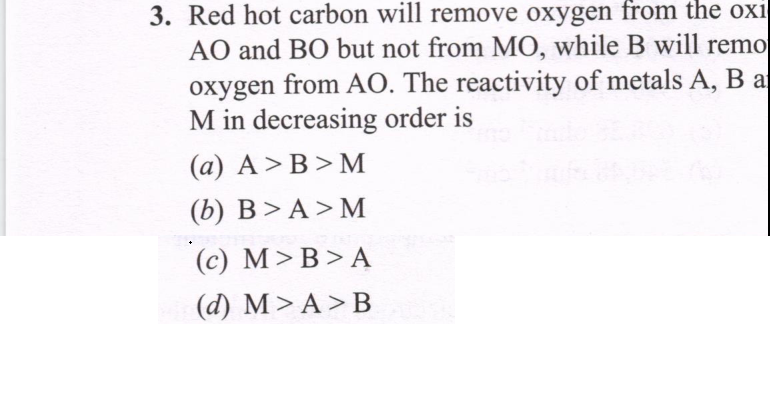 3. Red hot carbon will remove oxygen from the oxi
AO and BO but not from MO, while B will remo
oxygen from AO. The reactivity of metals A, B a
M in decreasing order is
(a) A > B > M
(b) B > A > M
(c) M > B > A
(d) M > A > B